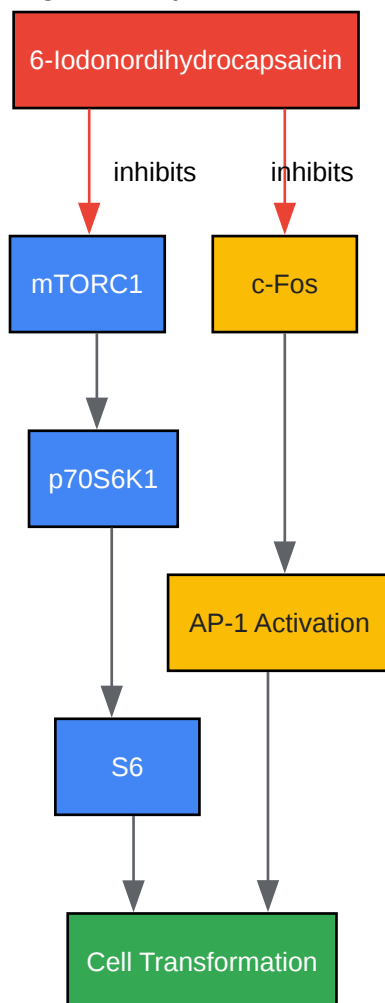 6-Iodonordihydrocapsaicin
inhibits
inhibits
mTORC1
c-Fos
p70S6K1
AP-1 Activation
S6
Cell Transformation